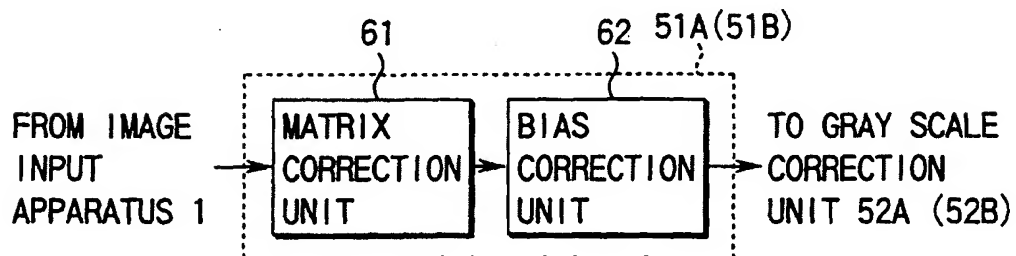 61
62
51A(51B)
FROM IMAGE
INPUT
APPARATUS 1
MATRIX
CORRECTION
UNIT
BIAS
CORRECTION
UNIT
TO GRAY SCALE
CORRECTION
UNIT 52A (52B)